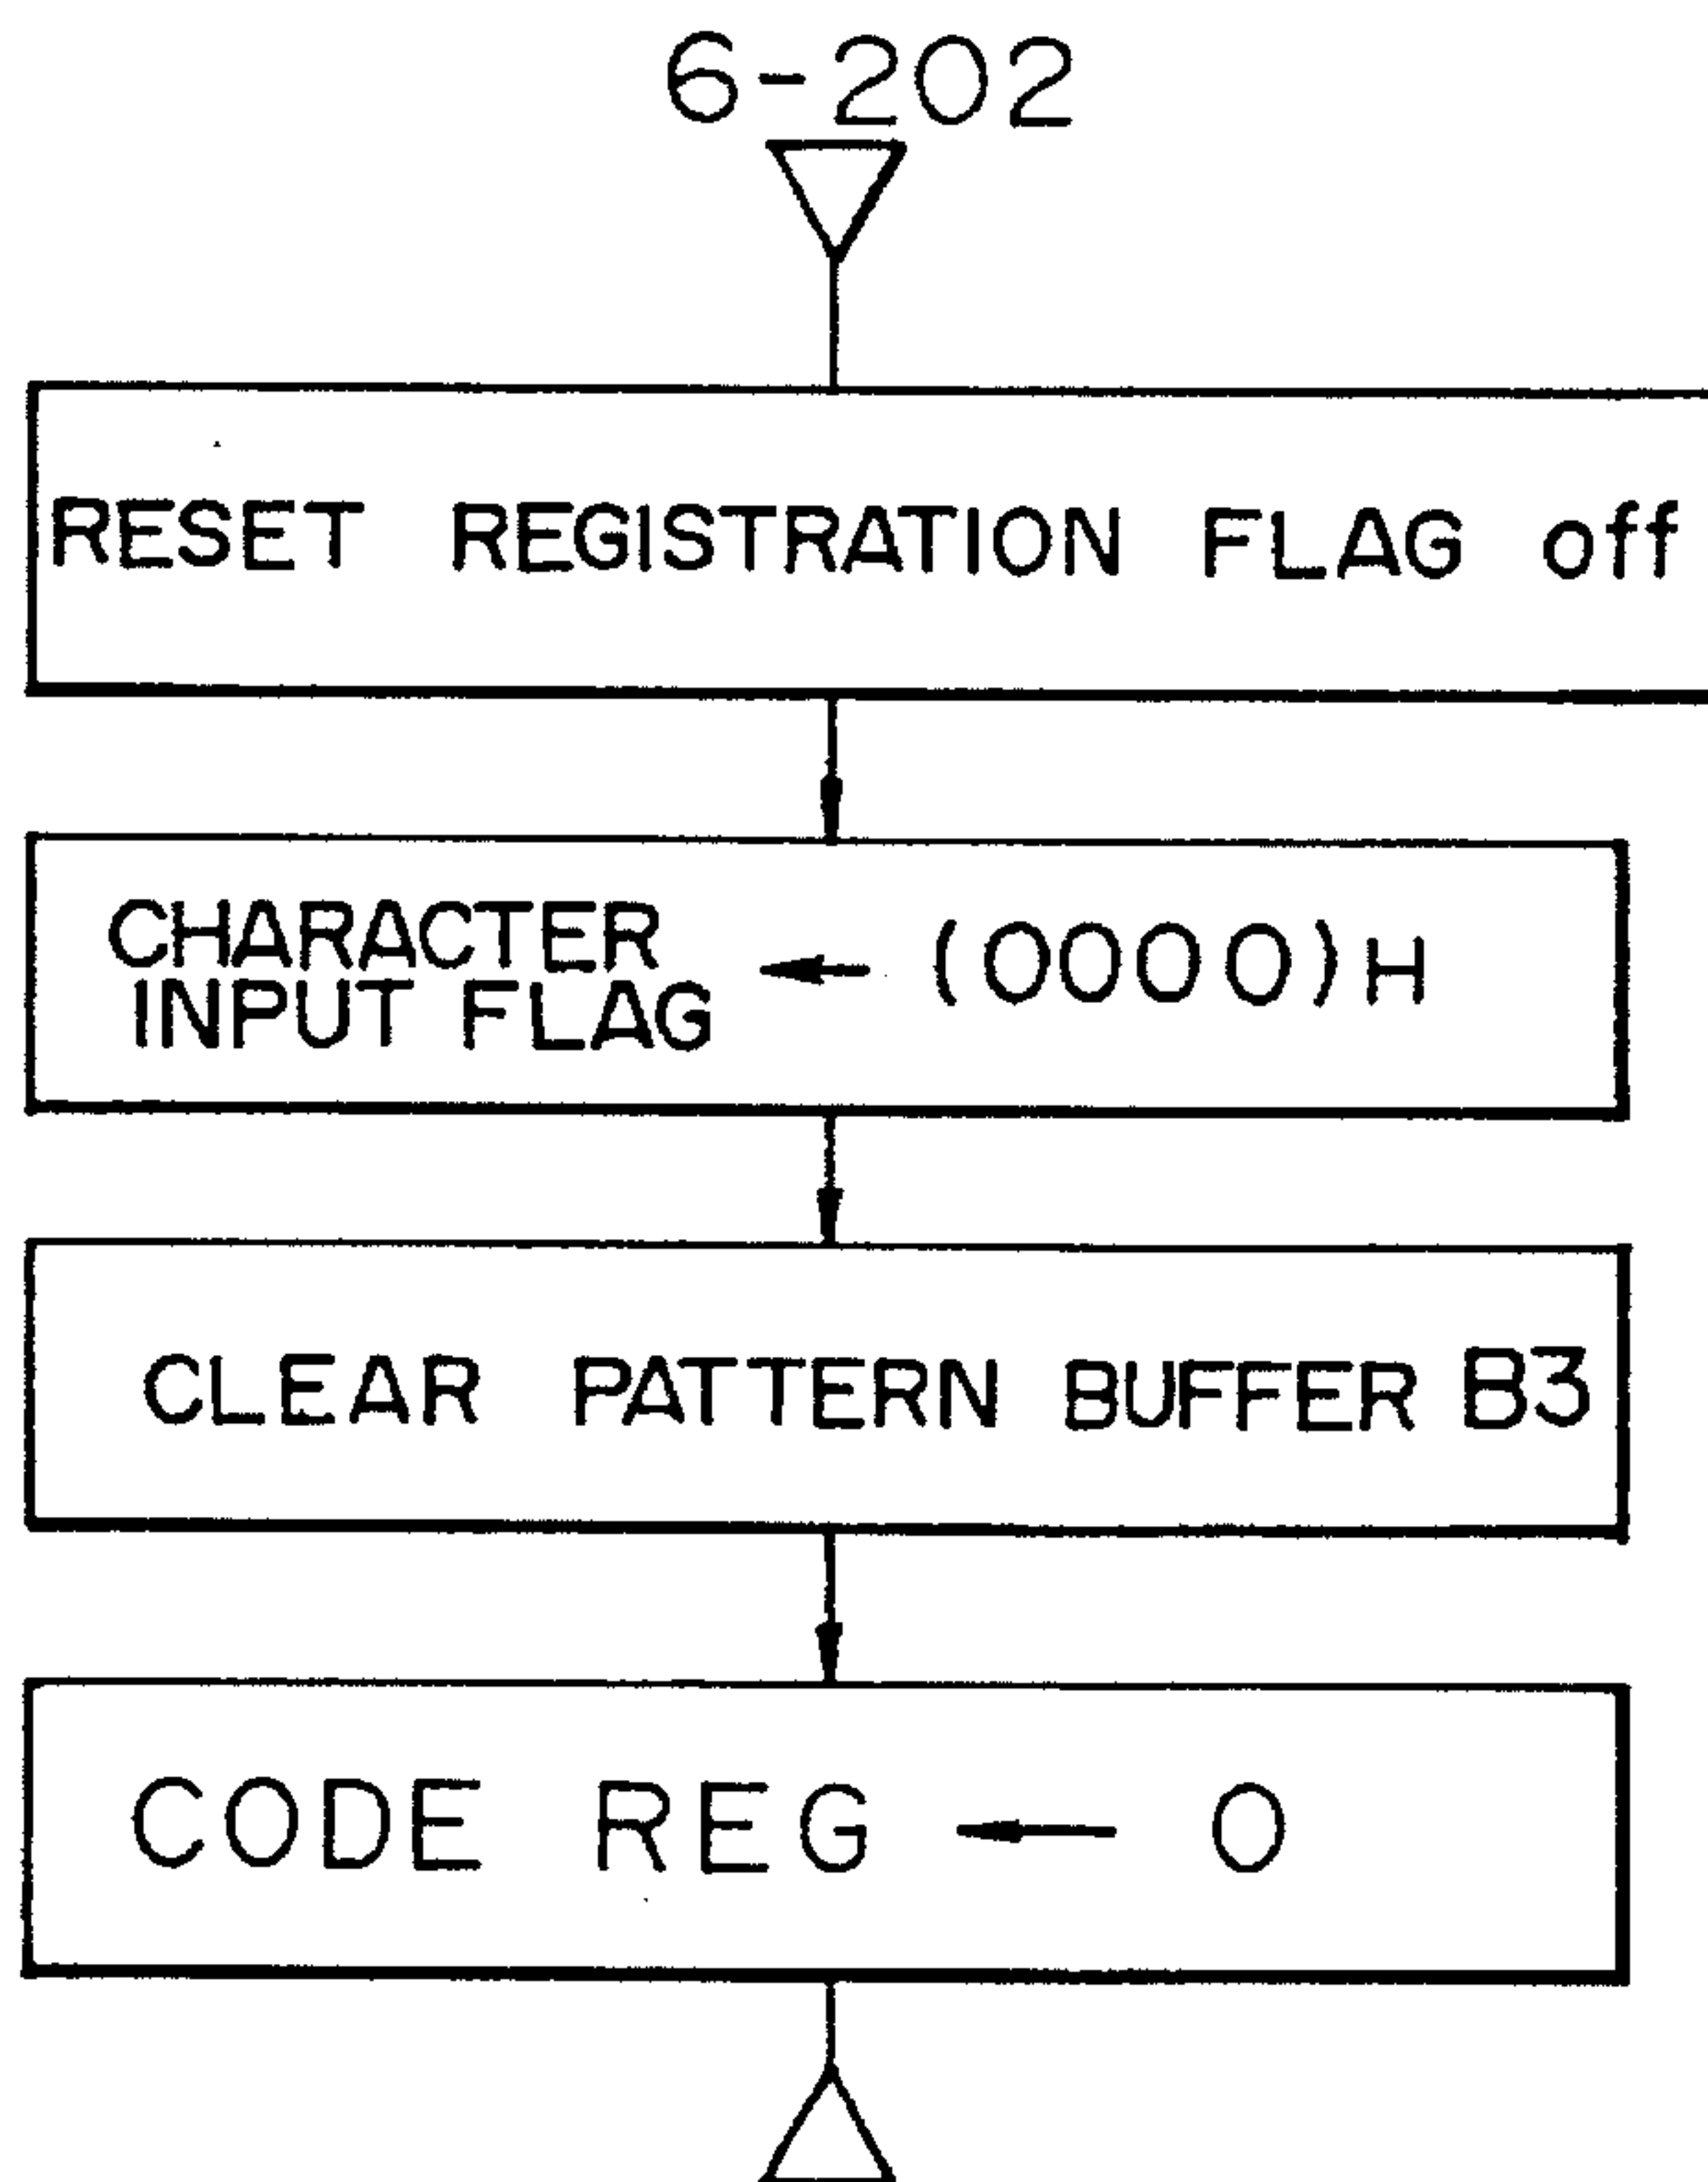 6-202
RESET REGISTRATION FLAG off
CHARACTER
INPUT FLAG ← (0000)H
CLEAR PATTERN BUFFER B3
CODE REG ← 0